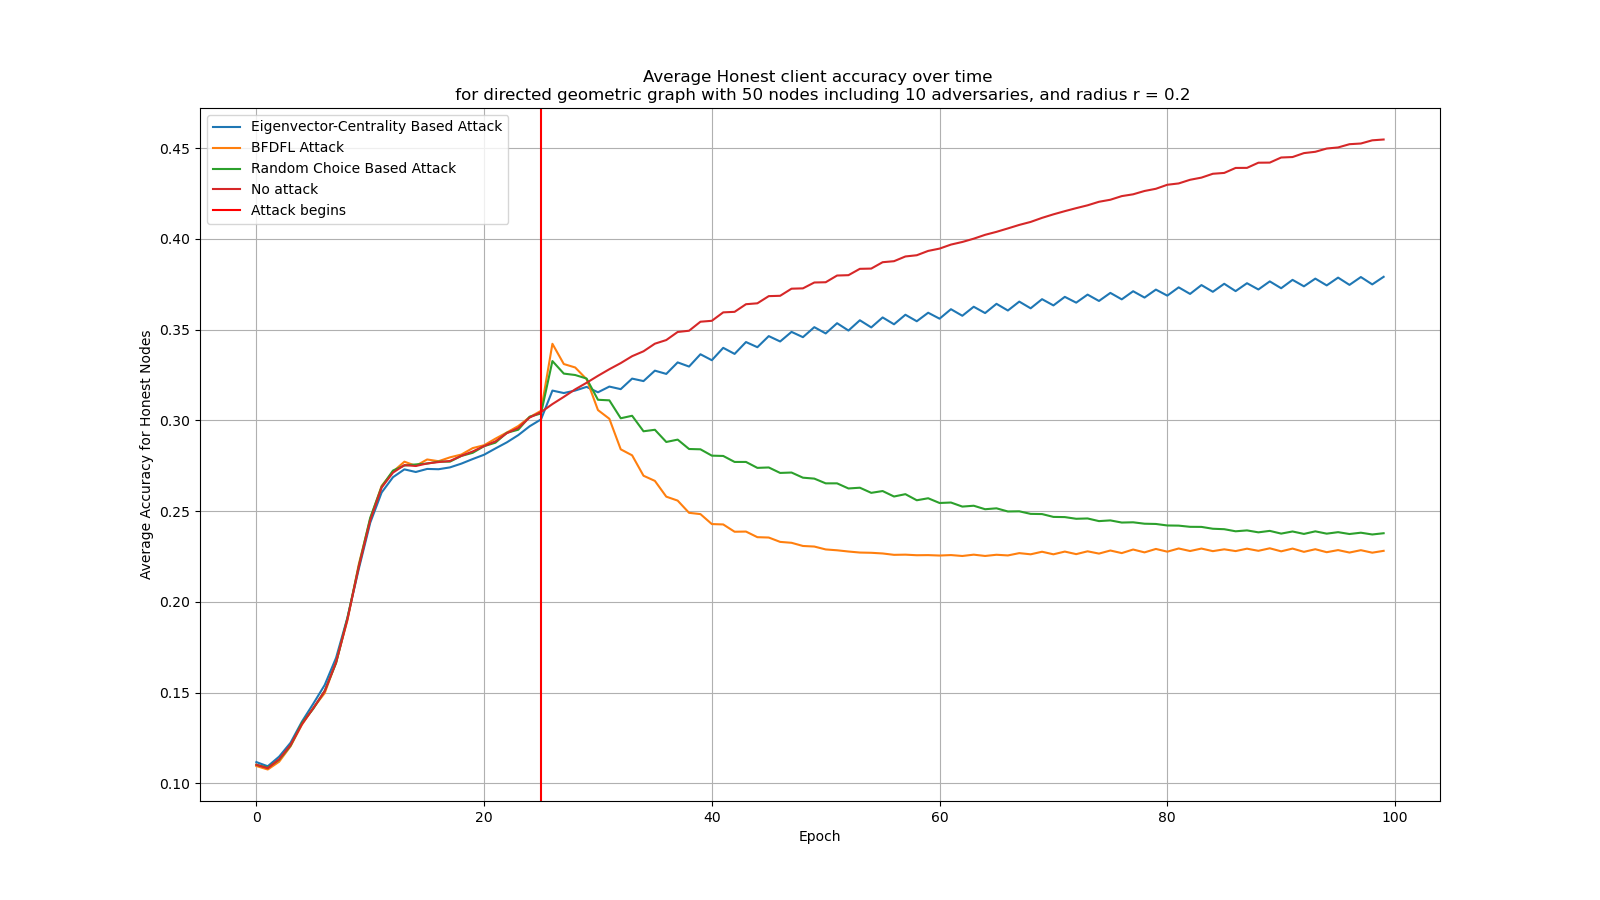 Average Honest client accuracy over time
for directed geometric graph with 50 nodes including 10 adversaries, and radius r = 0.2
Eigenvector-Centrality Based Attack
BFDFL Attack
Random Choice Based Attack
No attack
Attack begins
Average Accuracy for Honest Nodes
0.45
0.40
0.35
0.30
0.25
0.20
0.15
0.10
0 20 40 60 80 100
Epoch